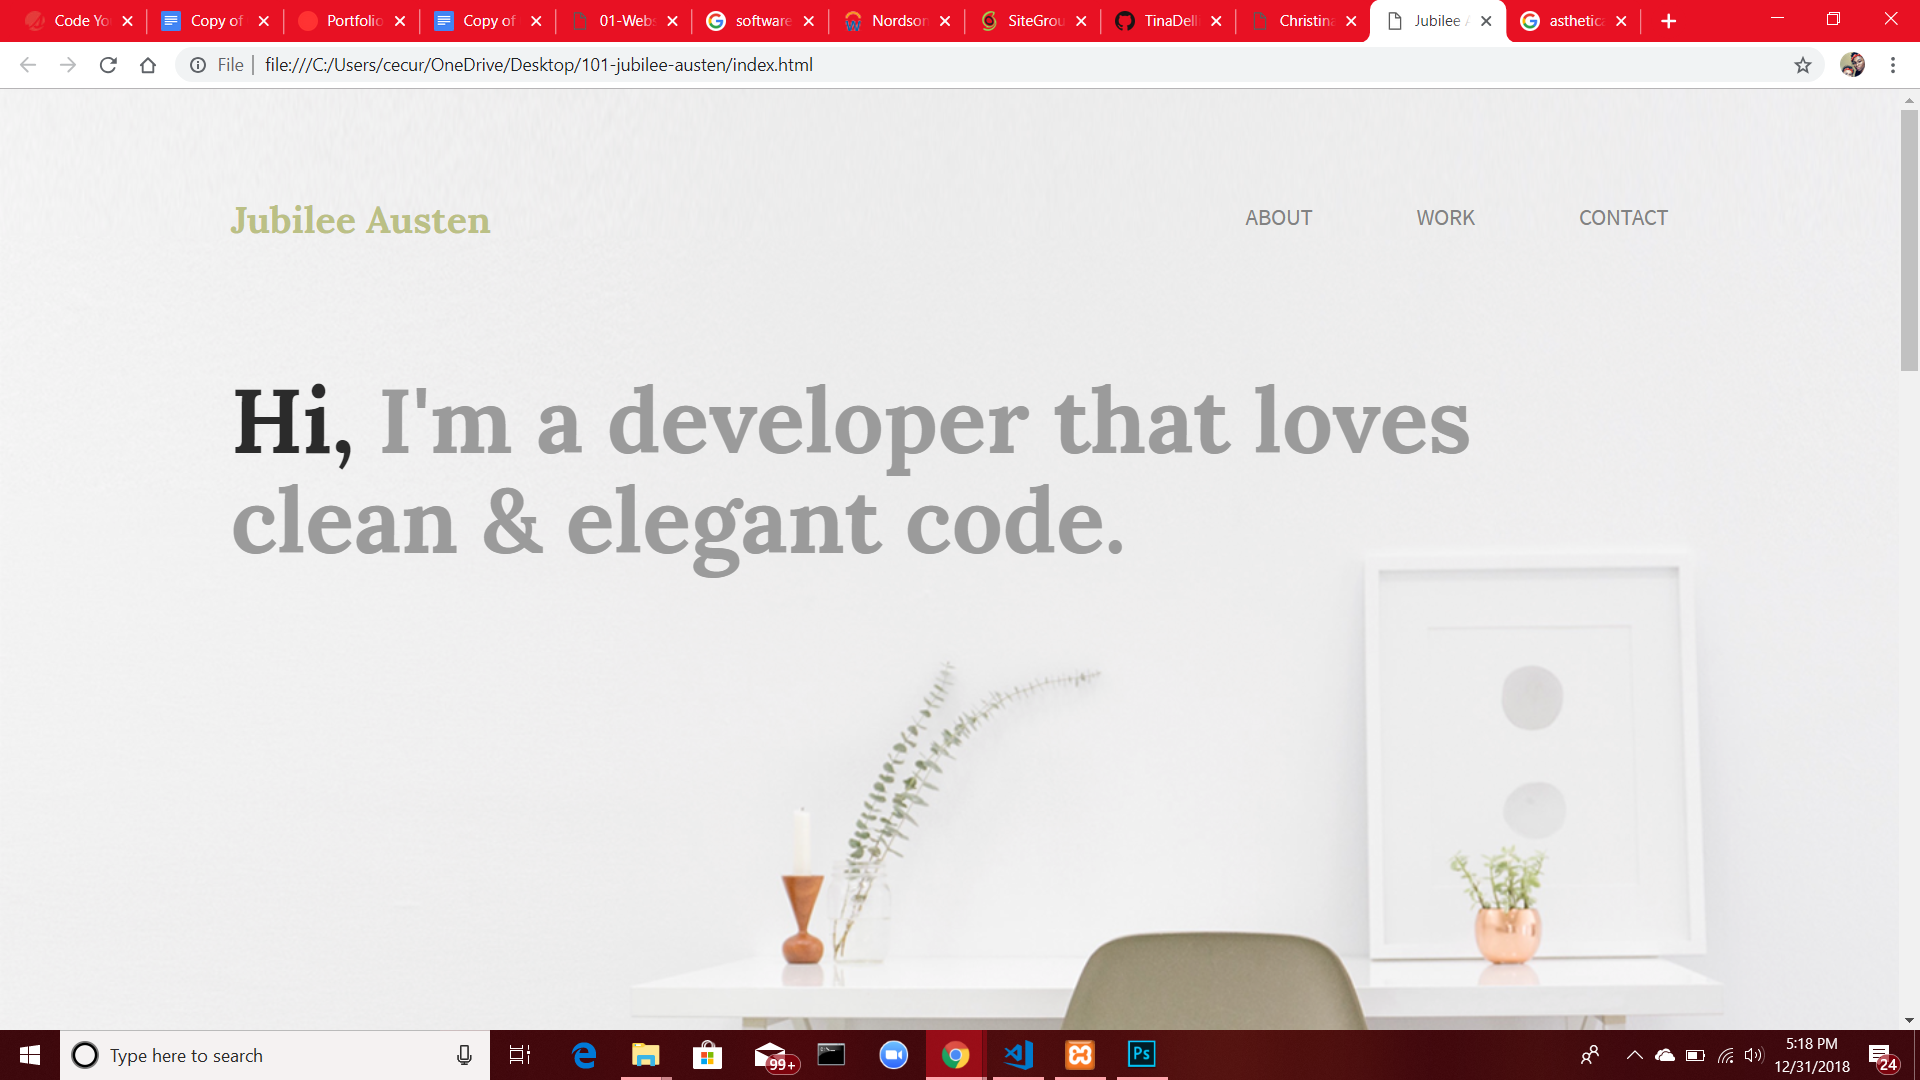 Code Yo
Copy of
Portfolio
Copy of
01-Webs
software
Nordson
SiteGrou
TinaDell
Christina
Jubilee A
asthetica
File | file:///C:/Users/cecur/OneDrive/Desktop/101-jubilee-austen/index.html
Jubilee Austen
ABOUT
WORK
CONTACT
Hi, I'm a developer that loves
clean & elegant code.
Type here to search
99+
Ps
5:18 PM
12/31/2018
24